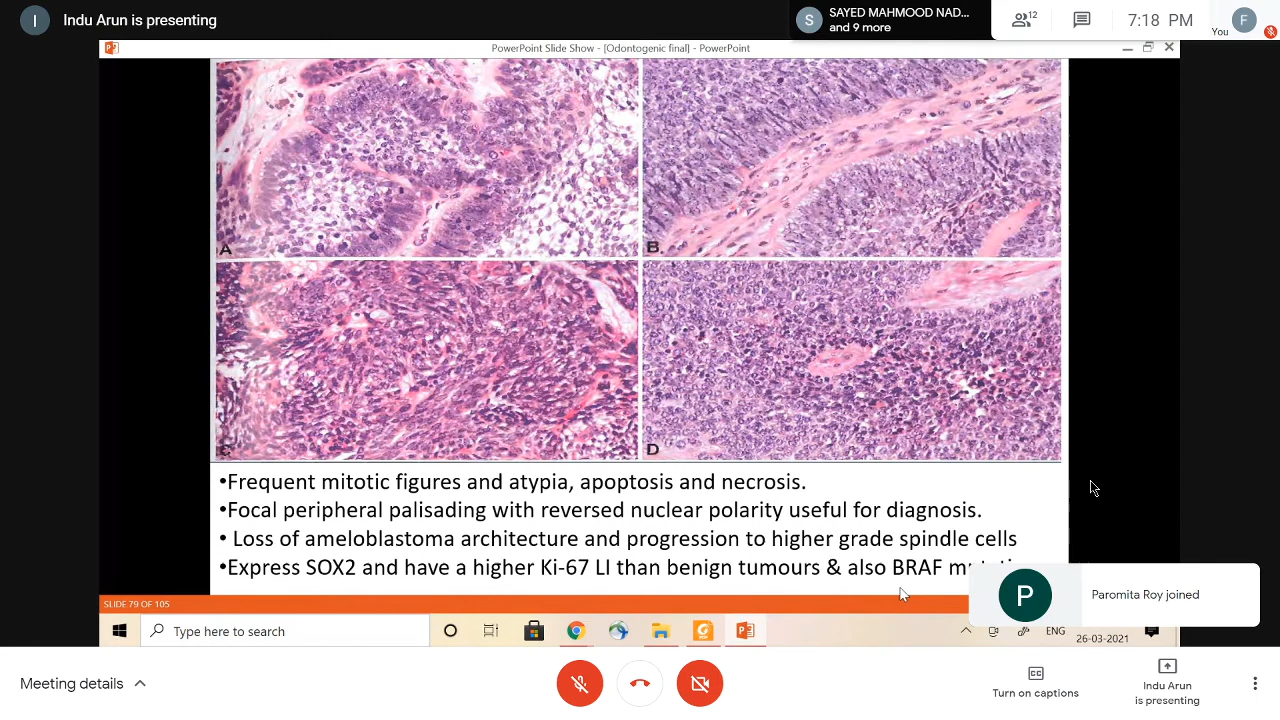 I
Indu Arun is presenting
S
SAYED MAHMOOD NAD...
and 9 more
12
7:18 PM
You
F
PowerPoint Slide Show - [Odontogenic final] - PowerPoint
A
B
C
D
•Frequent mitotic figures and atypia, apoptosis and necrosis.
•Focal peripheral palisading with reversed nuclear polarity useful for diagnosis.
• Loss of ameloblastoma architecture and progression to higher grade spindle cells
•Express SOX2 and have a higher Ki-67 LI than benign tumours & also BRAF
P
Paromita Roy joined
SLIDE 79 OF 105
Type here to search
ENG
26-03-2021
Meeting details
CC
Turn on captions
Indu Arun
is presenting